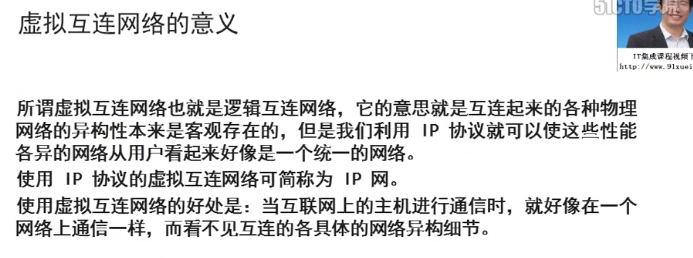 51CTO学院
虚拟互连网络的意义
IT集成课程视频下
http://www.91xuei
所谓虚拟互连网络也就是逻辑互连网络，它的意思就是互连起来的各种物理
网络的异构性本来是客观存在的，但是我们利用 IP 协议就可以使这些性能
各异的网络从用户看起来好像是一个统一的网络。
使用 IP 协议的虚拟互连网络可简称为 IP 网。
使用虚拟互连网络的好处是：当互联网上的主机进行通信时，就好像在一个
网络上通信一样，而看不见互连的各具体的网络异构细节。